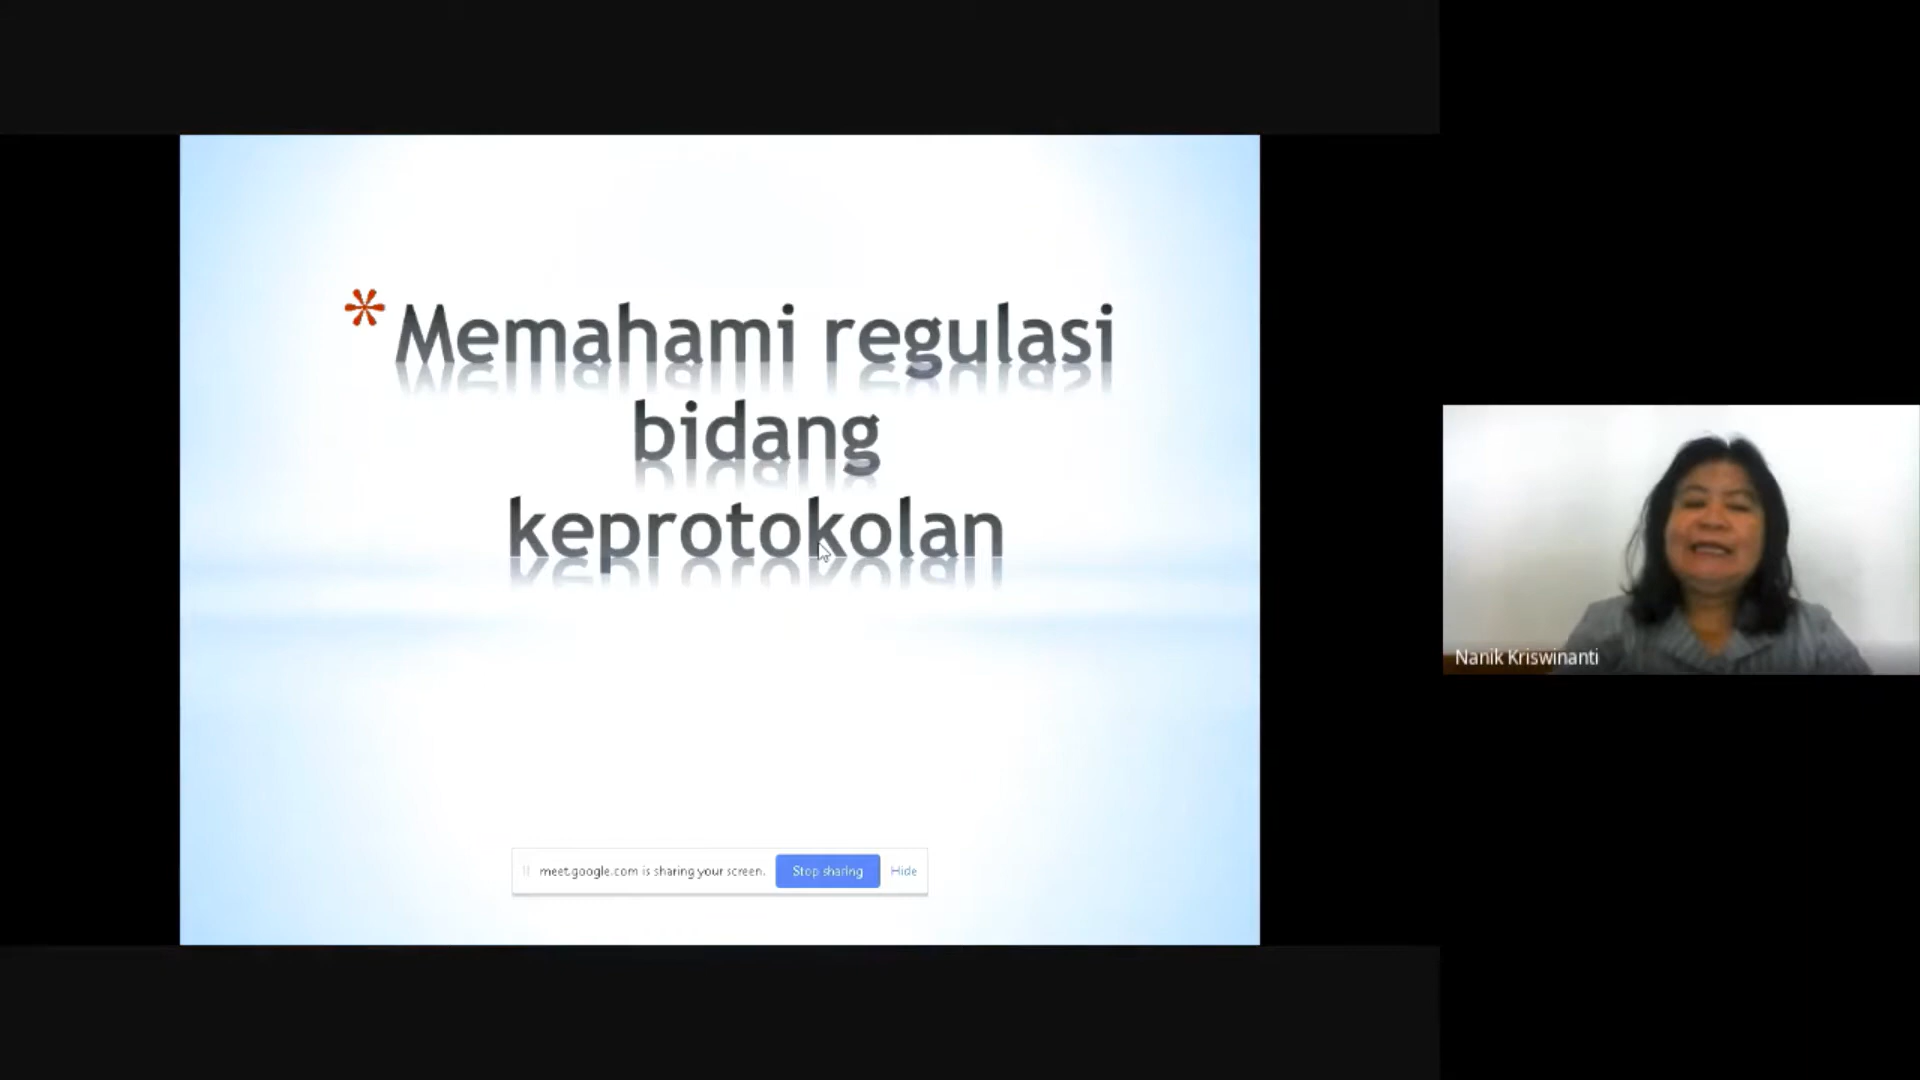 * Memahami regulasi
bidang
keprotokolan
meet.google.com is sharing your screen. Stop sharing Hide
Nanik Kriswinanti